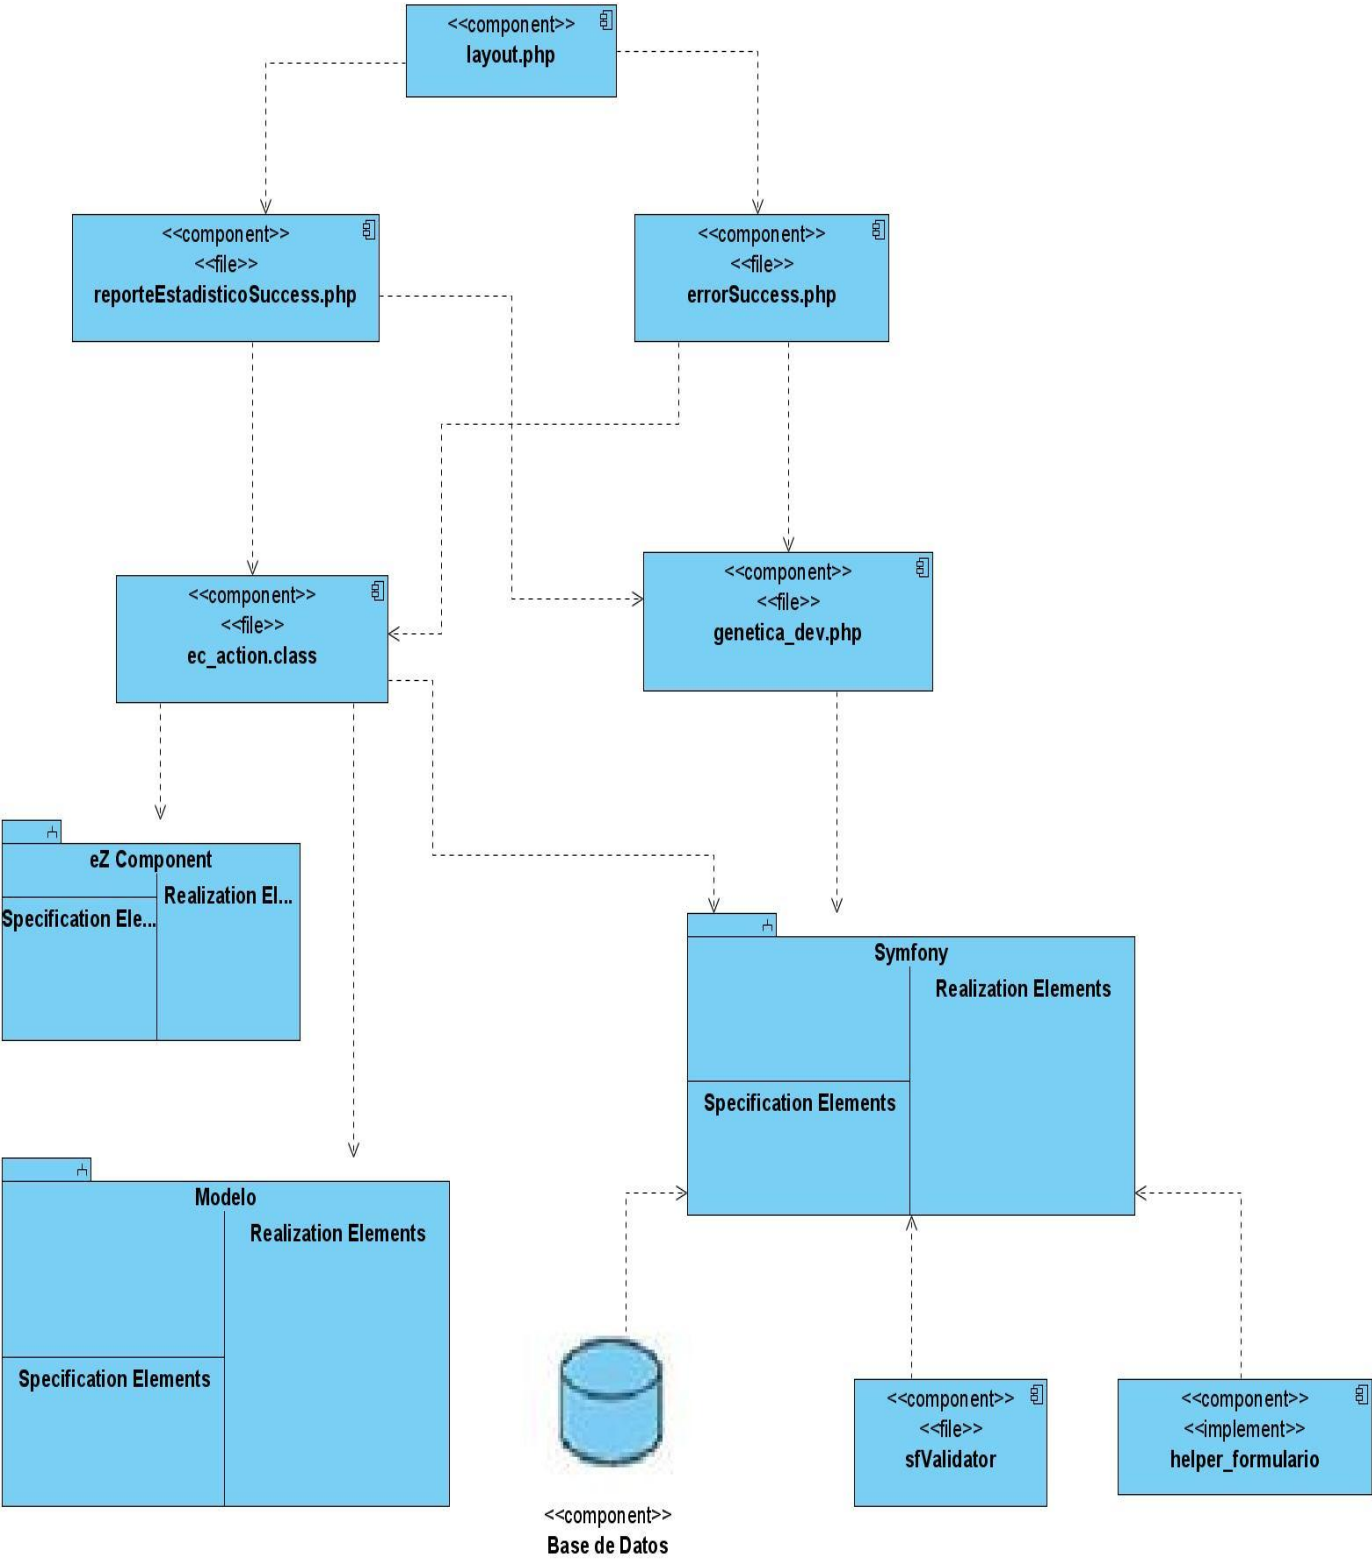 <<component>>
layout.php
<<component>>
<<file>>
reporteEstadisticoSuccess.php
<<component>>
<<file>>
errorSuccess.php
<<component>>
<<file>>
ec_action.class
<<component>>
<<file>>
genetica_dev.php
eZ Component
Realization El...
Specification Ele...
Symfony
Realization Elements
Specification Elements
Modelo
Realization Elements
Specification Elements
<<component>>
Base de Datos
<<component>>
<<file>>
sfValidator
<<component>>
<<implement>>
helper_formulario